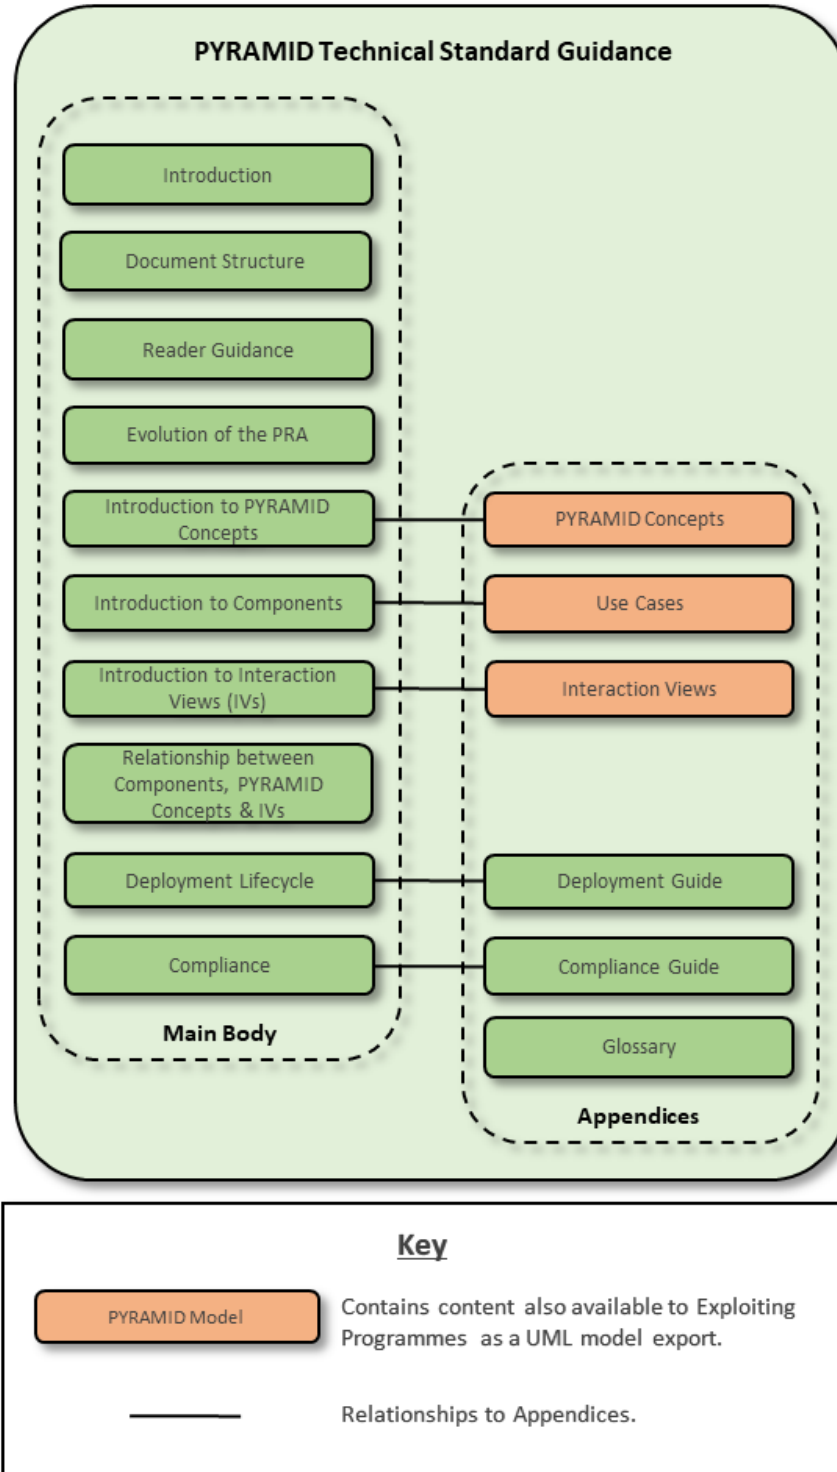 PYRAMID Technical Standard Guidance
Introduction
Document Structure
Reader Guidance
Evolution of the PRA
Introduction to PYRAMID
Concepts
Introduction to Components
Introduction to Interaction
Views (IVs)
Relationship between
Components, PYRAMID
Concepts & IVs
Deployment Lifecycle
Compliance
Main Body
PYRAMID Concepts
Use Cases
Interaction Views
Deployment Guide
Compliance Guide
Glossary
Appendices
Key
PYRAMID Model
Contains content also available to Exploiting
Programmes as a UML model export.
Relationships to Appendices.